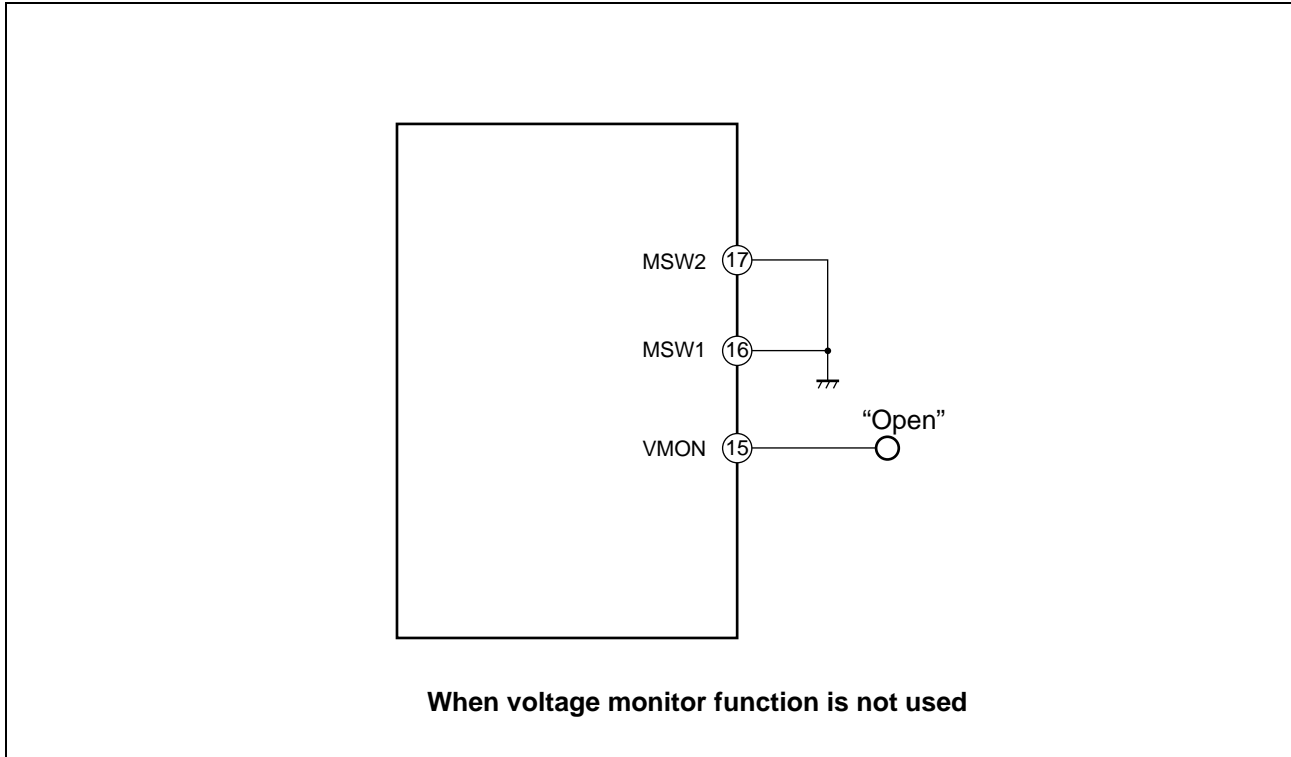 MSW2 17
MSW1 16
"Open"
VMON 15
When voltage monitor function is not used